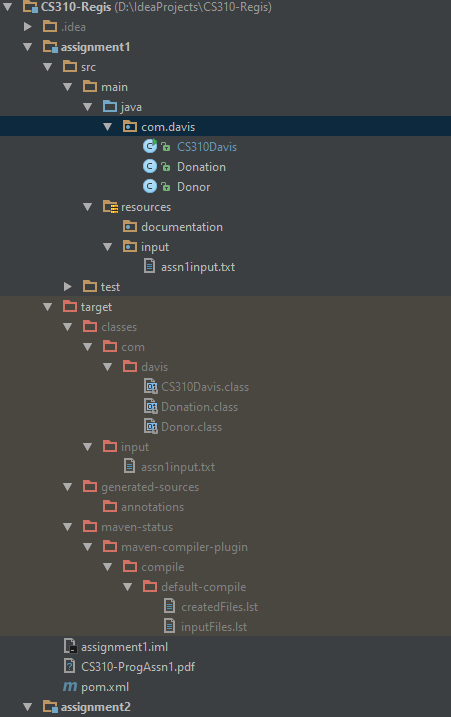 CS310-Regis (D:\IdeaProjects\CS310-Regis)
.idea
assignment1
src
main
java
com.davis
CS310Davis
Donation
Donor
resources
documentation
input
assn1input.txt
test
target
classes
com
davis
CS310Davis.class
Donation.class
Donor.class
input
assn1input.txt
generated-sources
annotations
maven-status
maven-compiler-plugin
compile
default-compile
createdFiles.lst
inputFiles.lst
assignment1.iml
CS310-ProgAssn1.pdf
pom.xml
assignment2